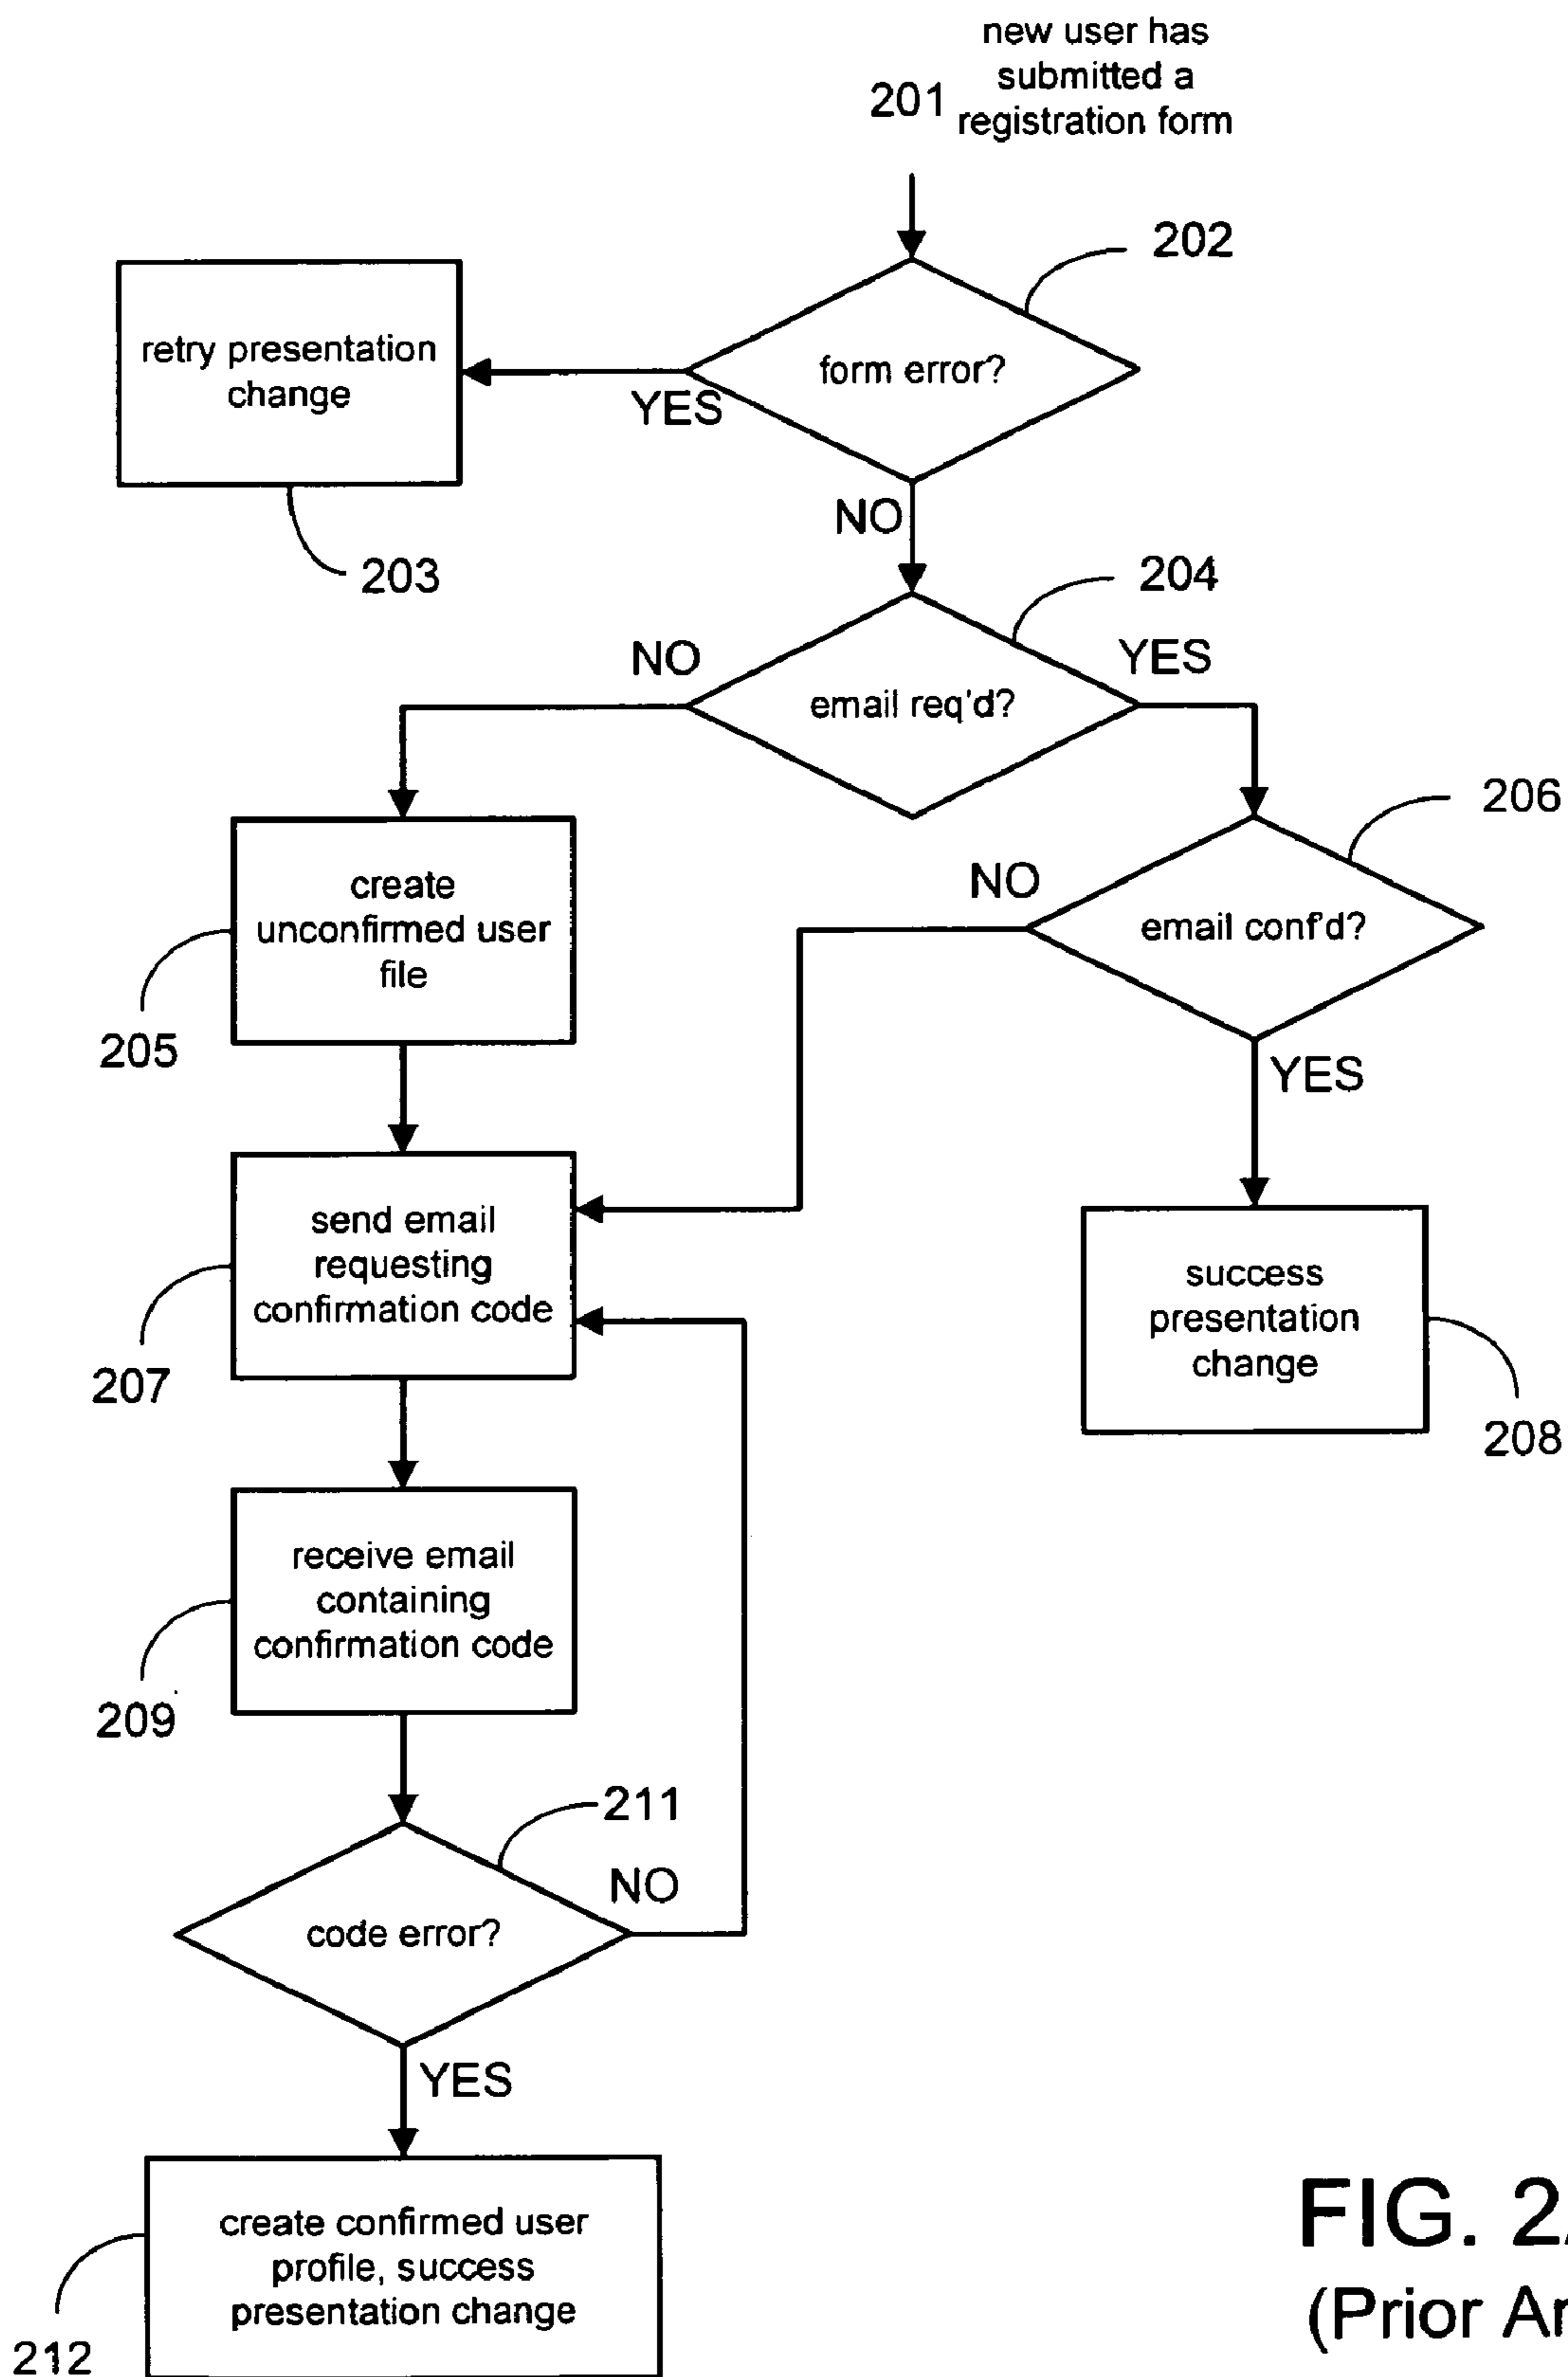 new user has
submitted a
registration form
201
202
form error?
YES
NO
retry presentation
change
203
204
email req'd?
NO
YES
206
email conf'd?
NO
YES
create
unconfirmed user
file
205
send email
requesting
confirmation code
207
success
presentation
change
208
receive email
containing
confirmation code
209
211
code error?
NO
YES
create confirmed user
profile, success
presentation change
212
FIG. 2
(Prior